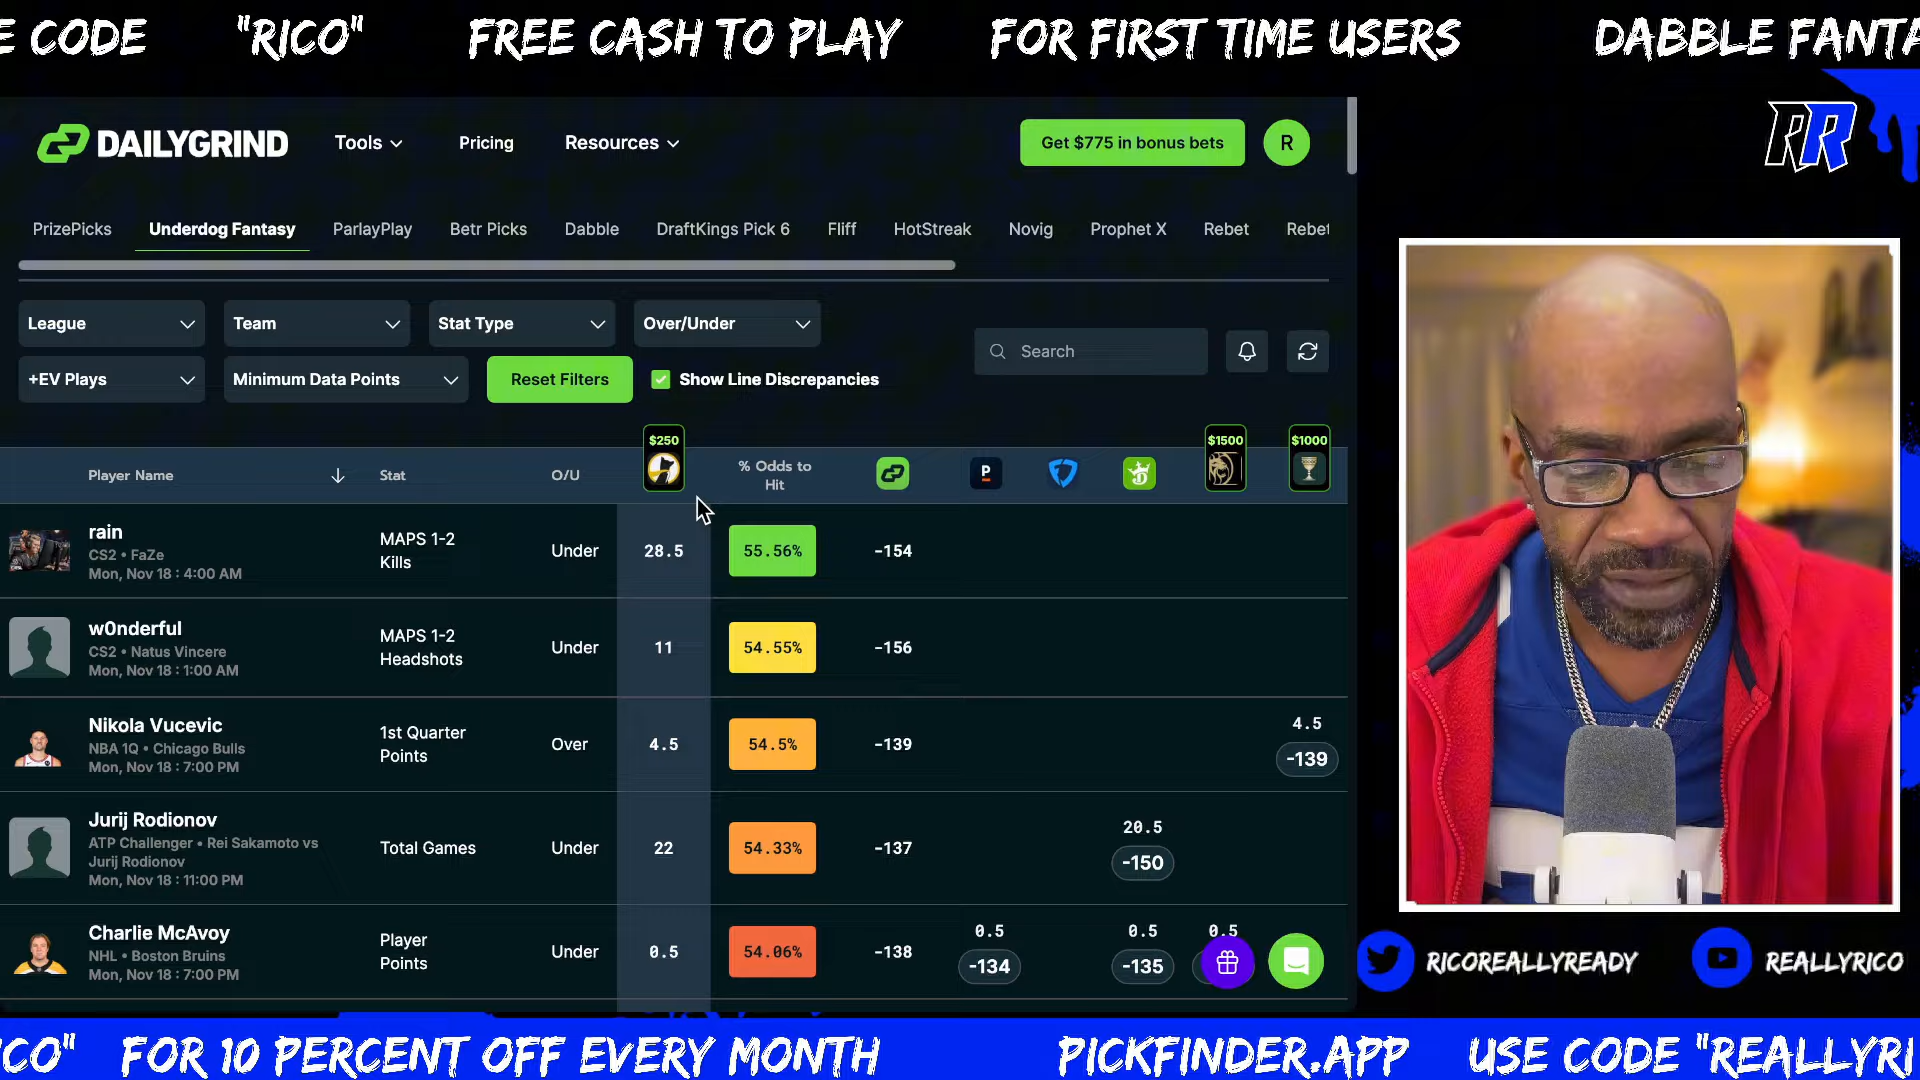 E CODE "RICO" FREE CASH TO PLAY FOR FIRST TIME USERS DABBLE FANTA
DAILYGRIND Tools Pricing Resources Get $775 in bonus bets R
RR
PrizePicks Underdog Fantasy ParlayPlay Betr Picks Dabble DraftKings Pick 6 Fliff HotStreak Novig Prophet X Rebet Rebet
League Team Stat Type Over/Under
Search
+EV Plays Minimum Data Points Reset Filters Show Line Discrepancies
$250 $1500 $1000
Player Name Stat O/U % Odds to
Hit P
rain
CS2 • FaZe
Mon, Nov 18 : 4:00 AM
MAPS 1-2
Kills
Under 28.5 55.56% -154
w0nderful
CS2 • Natus Vincere
Mon, Nov 18 : 1:00 AM
MAPS 1-2
Headshots
Under 11 54.55% -156
Nikola Vucevic
NBA 1Q • Chicago Bulls
Mon, Nov 18 : 7:00 PM
1st Quarter
Points
Over 4.5 54.5% -139
4.5
-139
Jurij Rodionov
ATP Challenger • Rei Sakamoto vs
Jurij Rodionov
Mon, Nov 18 : 11:00 PM
Total Games Under 22 54.33% -137
20.5
-150
Charlie McAvoy
NHL • Boston Bruins
Mon, Nov 18 : 7:00 PM
Player
Points
Under 0.5 54.06% -138
0.5 0.5 0.5
-134 -135
RICOREALLYREADY REALLYRICO
CO" FOR 10 PERCENT OFF EVERY MONTH PICKFINDER.APP USE CODE "REALLYRI